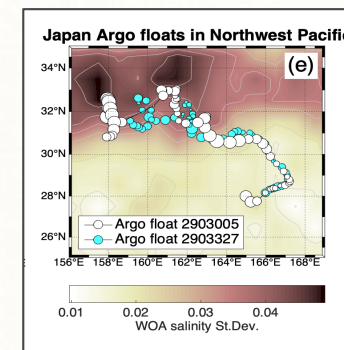 Japan Argo floats in Northwest Pacific
(e)
34°N
32°N
30°N
28°N
26°N
Argo float 2903005
Argo float 2903327
156°E 158°E 160°E 162°E 164°E 166°E 168°E
0.01 0.02 0.03 0.04
WOA salinity St.Dev.